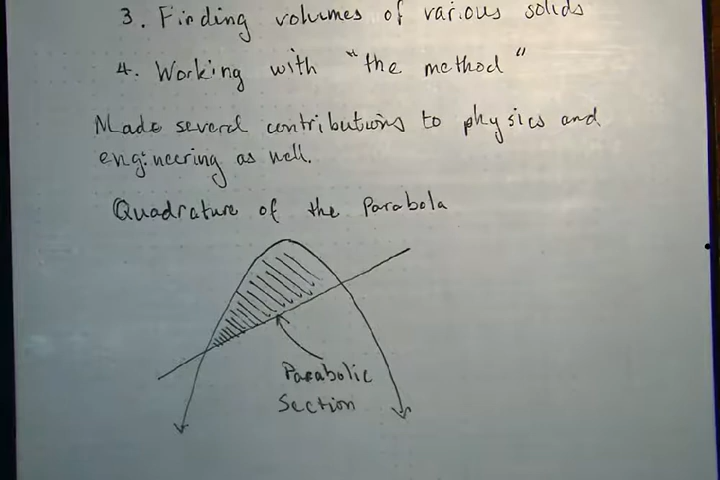 3. Finding volumes of various solids
4. Working with "the method"
Made several contributions to physics and
engineering as well.
Quadrature of the Parabola
Parabolic
Section